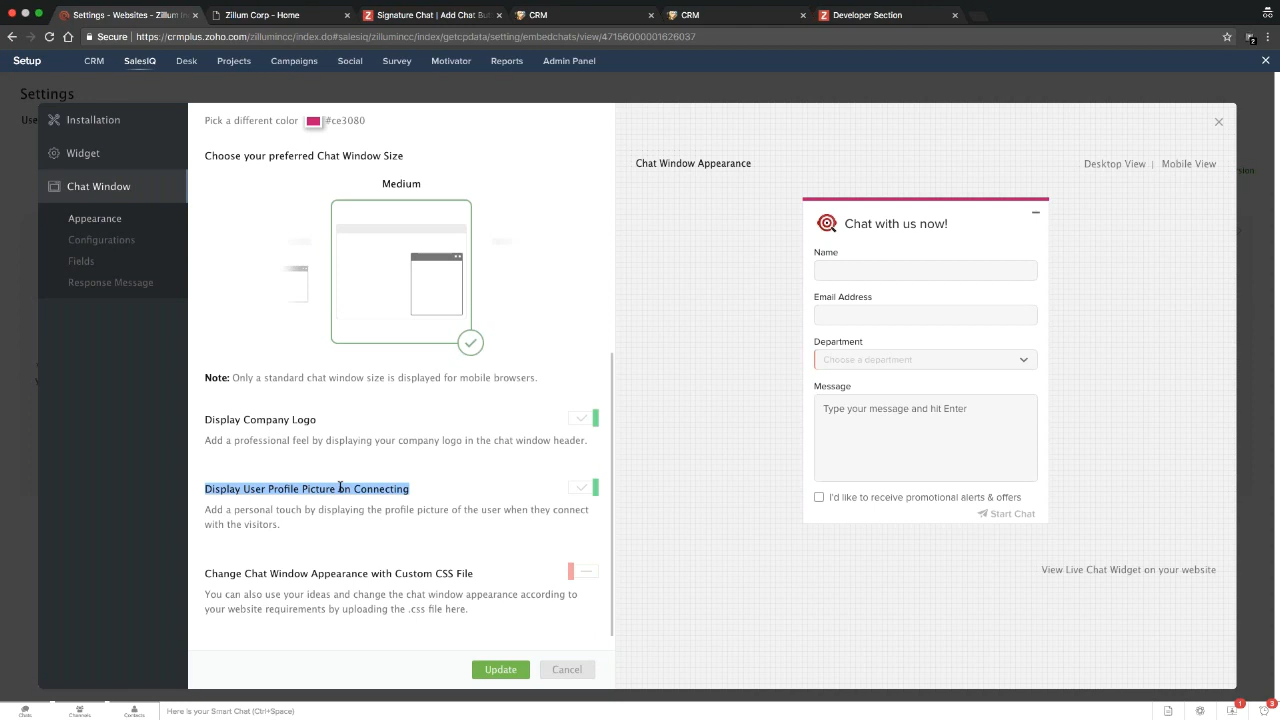 Settings - Websites - Zillum In
Zillum Corp - Home
Signature Chat | Add Chat But
CRM
CRM
Developer Section
Secure | https://crmplus.zoho.com/zillumincc/index.do#salesiq/zillumincc/index/getcpdata/setting/embedchats/view/47156000001626037
Setup CRM SalesIQ Desk Projects Campaigns Social Survey Motivator Reports Admin Panel
Settings
Installation
Widget
Chat Window
Appearance
Configurations
Fields
Response Message
Pick a different color #ce3080
Choose your preferred Chat Window Size
Medium
Note: Only a standard chat window size is displayed for mobile browsers.
Display Company Logo
Add a professional feel by displaying your company logo in the chat window header.
Display User Profile Picture on Connecting
Add a personal touch by displaying the profile picture of the user when they connect
with the visitors.
Change Chat Window Appearance with Custom CSS File
You can also use your ideas and change the chat window appearance according to
your website requirements by uploading the .css file here.
Update Cancel
Chat Window Appearance
Desktop View | Mobile View
Chat with us now!
Name
Email Address
Department
Choose a department
Message
Type your message and hit Enter
I'd like to receive promotional alerts & offers
Start Chat
View Live Chat Widget on your website
Chats Channels Contacts
Here is your Smart Chat (Ctrl+Space)
1
3